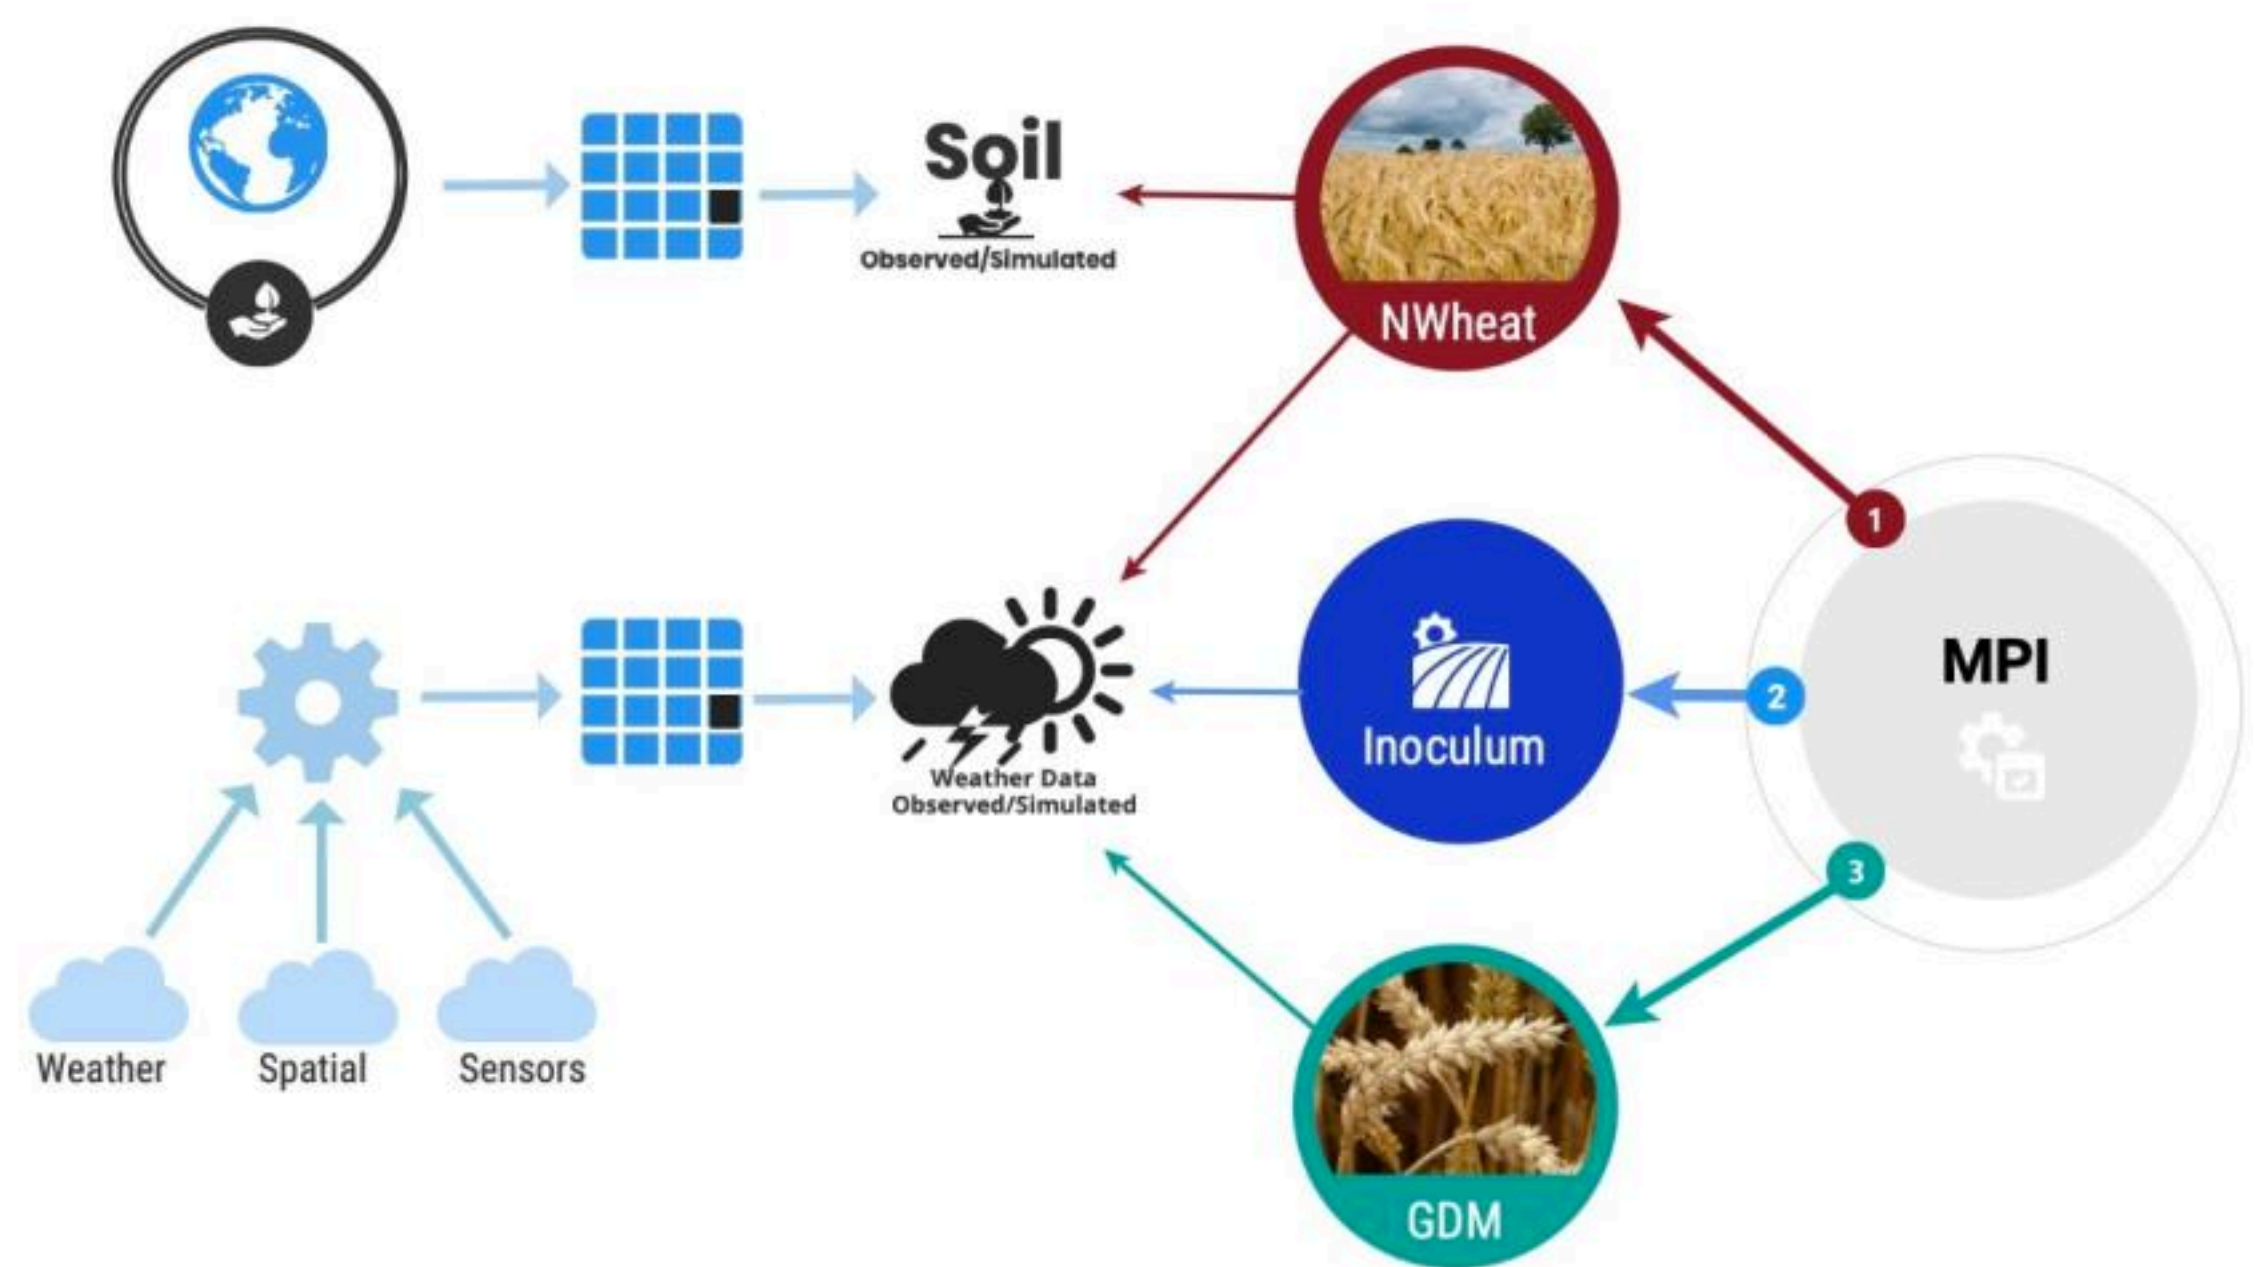 Soil
Observed/Simulated
NWheat
1
MPI
2
Inoculum
Weather Data
Observed/Simulated
3
Weather
Spatial
Sensors
GDM